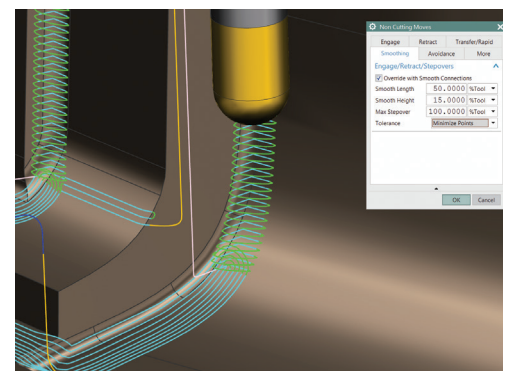 Non Cutting Moves
Engage Retract Transfer/Rapid
Smoothing Avoidance More
Engage/Retract/Stepovers
Override with Smooth Connections
Smooth Length 50.0000 %Tool
Smooth Height 15.0000 %Tool
Max Stepover 100.0000 %Tool
Tolerance Minimize Points
OK Cancel